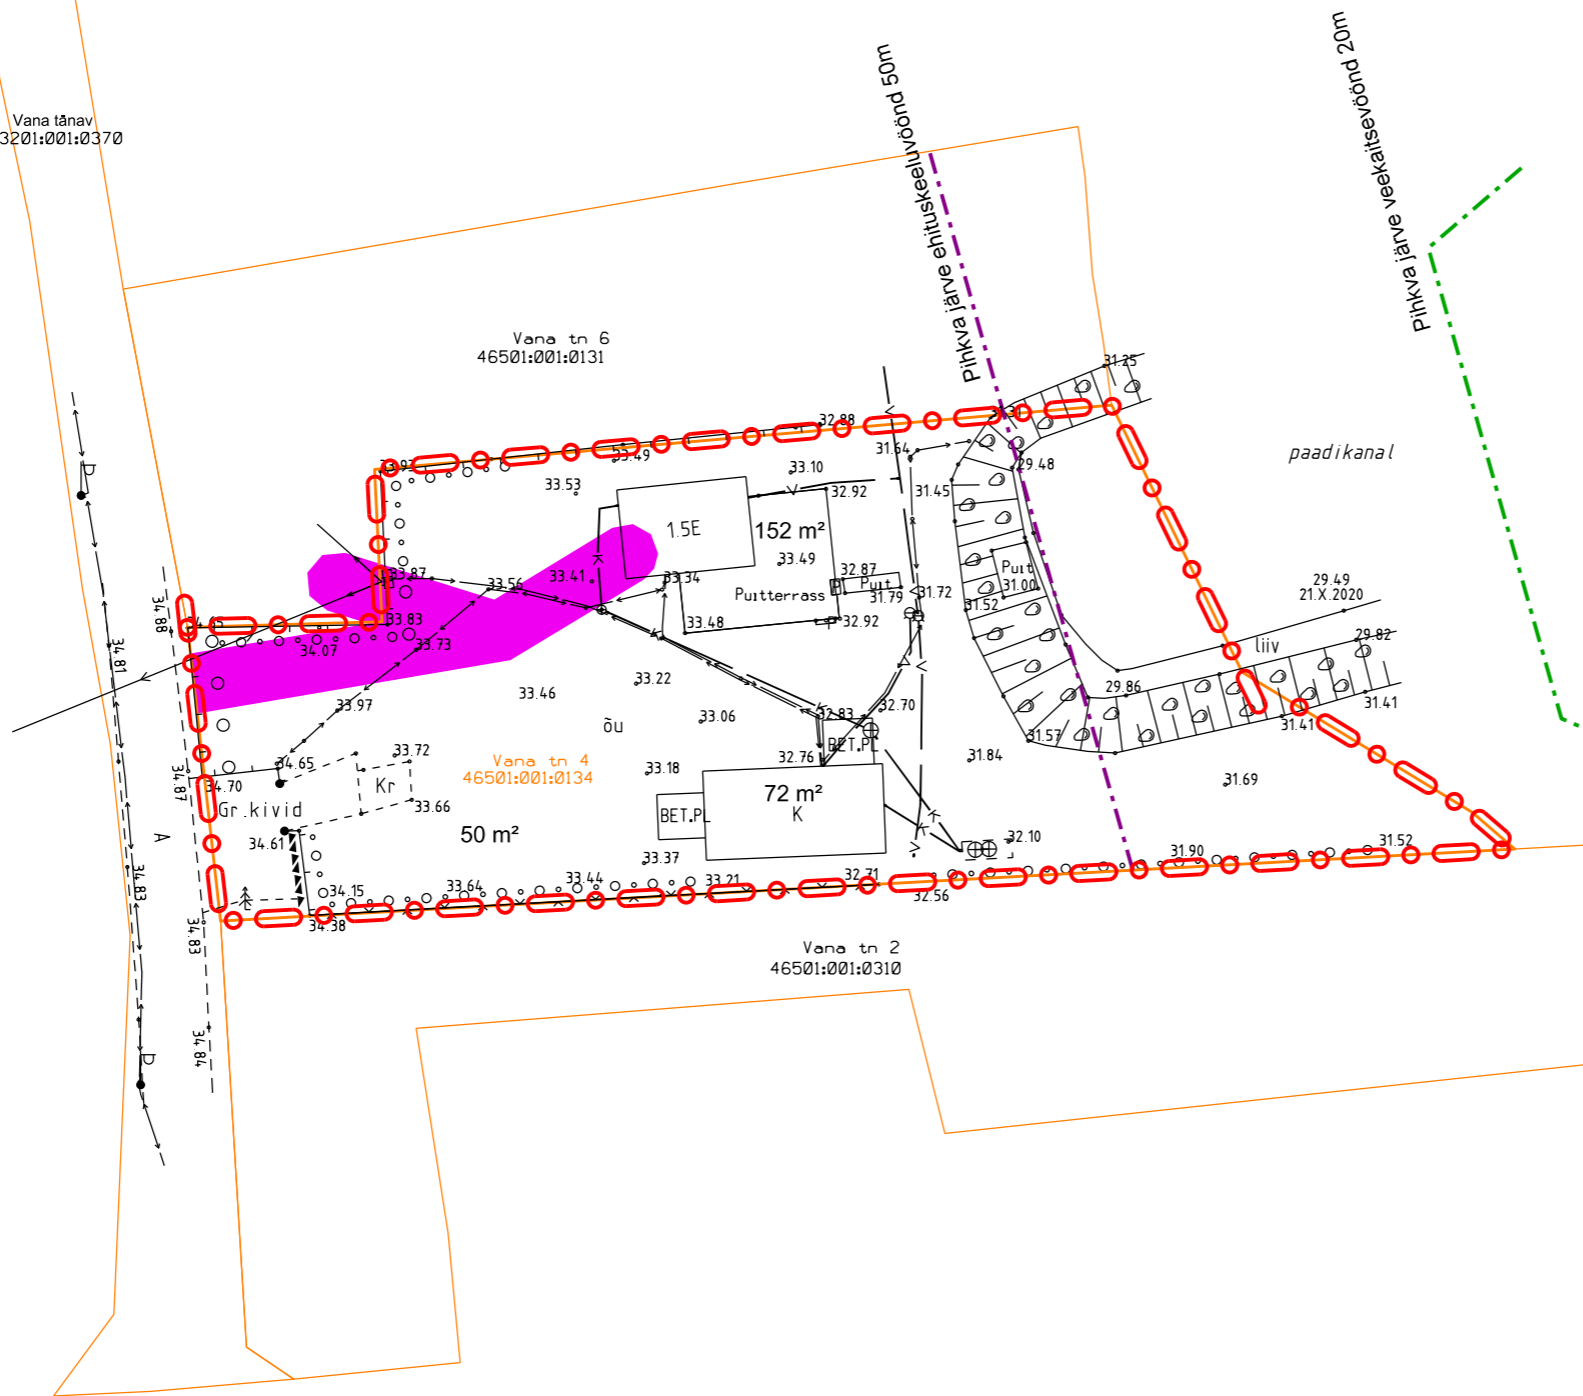 Vana tänav
3201:001:0370
Pihkva järve ehituskeeluvöönd 50m
Pihkva järve veekaitsevöönd 20m
Vana tn 6
46501:001:0131
31.25
32.88
31.64
33.49
33.10
29.48
paadikanal
33.53
32.92
31.45
1.5E
152 m²
33.49
33.87
33.56
33.41
33.34
32.87
Puit
31.79
31.72
Puit
31.00
29.49
21.X.2020
Puitterrass
P
31.52
34.88
33.83
33.48
32.92
29.82
34.81
34.07
33.73
liiv
33.46
33.22
29.86
31.41
33.97
õu
33.06
32.83
32.70
31.41
BET.PL
31.57
34.65
33.72
Vana tn 4
46501:001:0134
33.18
32.76
31.84
34.87
34.70
Kr
31.69
Gr.kivid
33.66
BET.PL
72 m²
K
50 m²
A
34.61
32.10
31.52
31.90
33.37
34.83
34.15
33.64
33.44
33.21
32.71
32.56
34.38
34.83
Vana tn 2
46501:001:0310
34.84